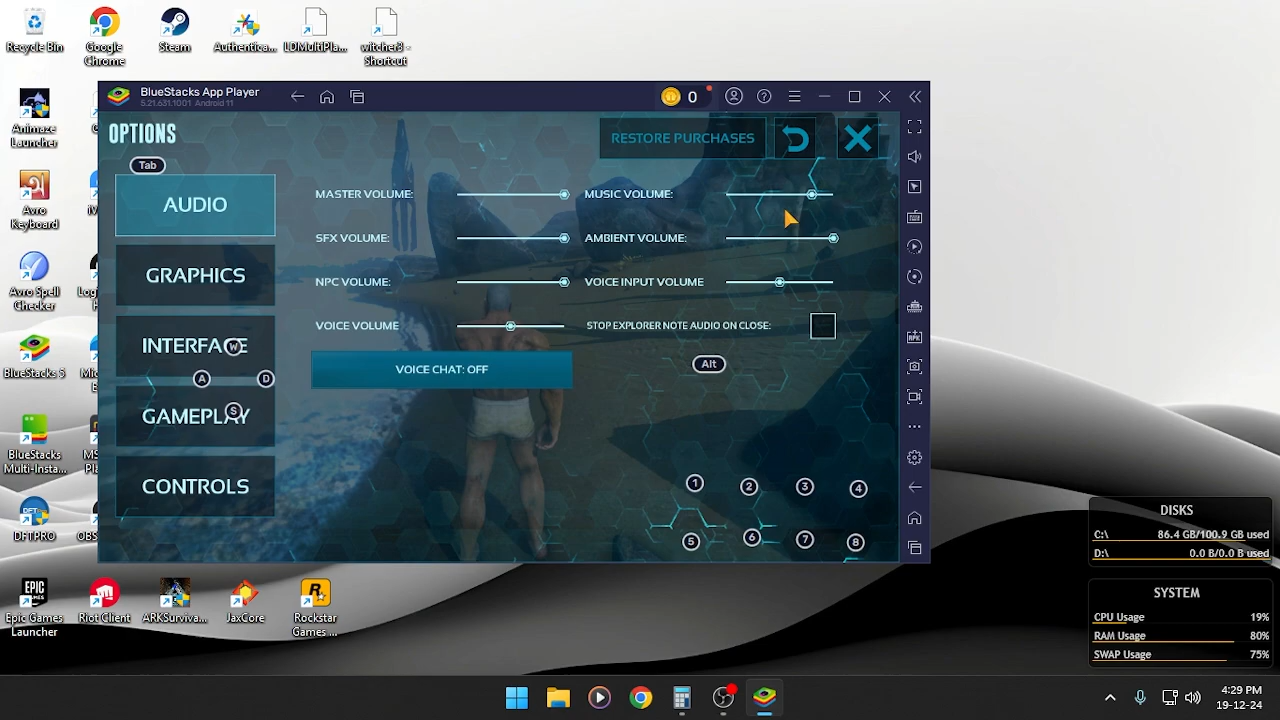 Recycle Bin
Google Chrome
Steam
Authentica...
LDMultiPla...
witcher3 - Shortcut
Animaze Launcher
Avro Keyboard
Avro Spell Checker
BlueStacks 5
BlueStacks Multi-Insta...
DFTPRO
Epic Games Launcher
Riot Client
ARKSurviva...
JaxCore
Rockstar Games ...
BlueStacks App Player
5.21.631.1001 Android 11
0
OPTIONS
RESTORE PURCHASES
Tab
AUDIO
GRAPHICS
INTERFACE
W
A
D
GAMEPLAY
S
CONTROLS
MASTER VOLUME:
MUSIC VOLUME:
SFX VOLUME:
AMBIENT VOLUME:
NPC VOLUME:
VOICE INPUT VOLUME
VOICE VOLUME
STOP EXPLORER NOTE AUDIO ON CLOSE:
VOICE CHAT: OFF
Alt
1 2 3 4
5 6 7 8
DISKS
C:\ 86.4 GB/100.9 GB used
D:\ 0.0 B/0.0 B used
SYSTEM
CPU Usage 19%
RAM Usage 80%
SWAP Usage 75%
EPIC GAMES
4:29 PM
19-12-24